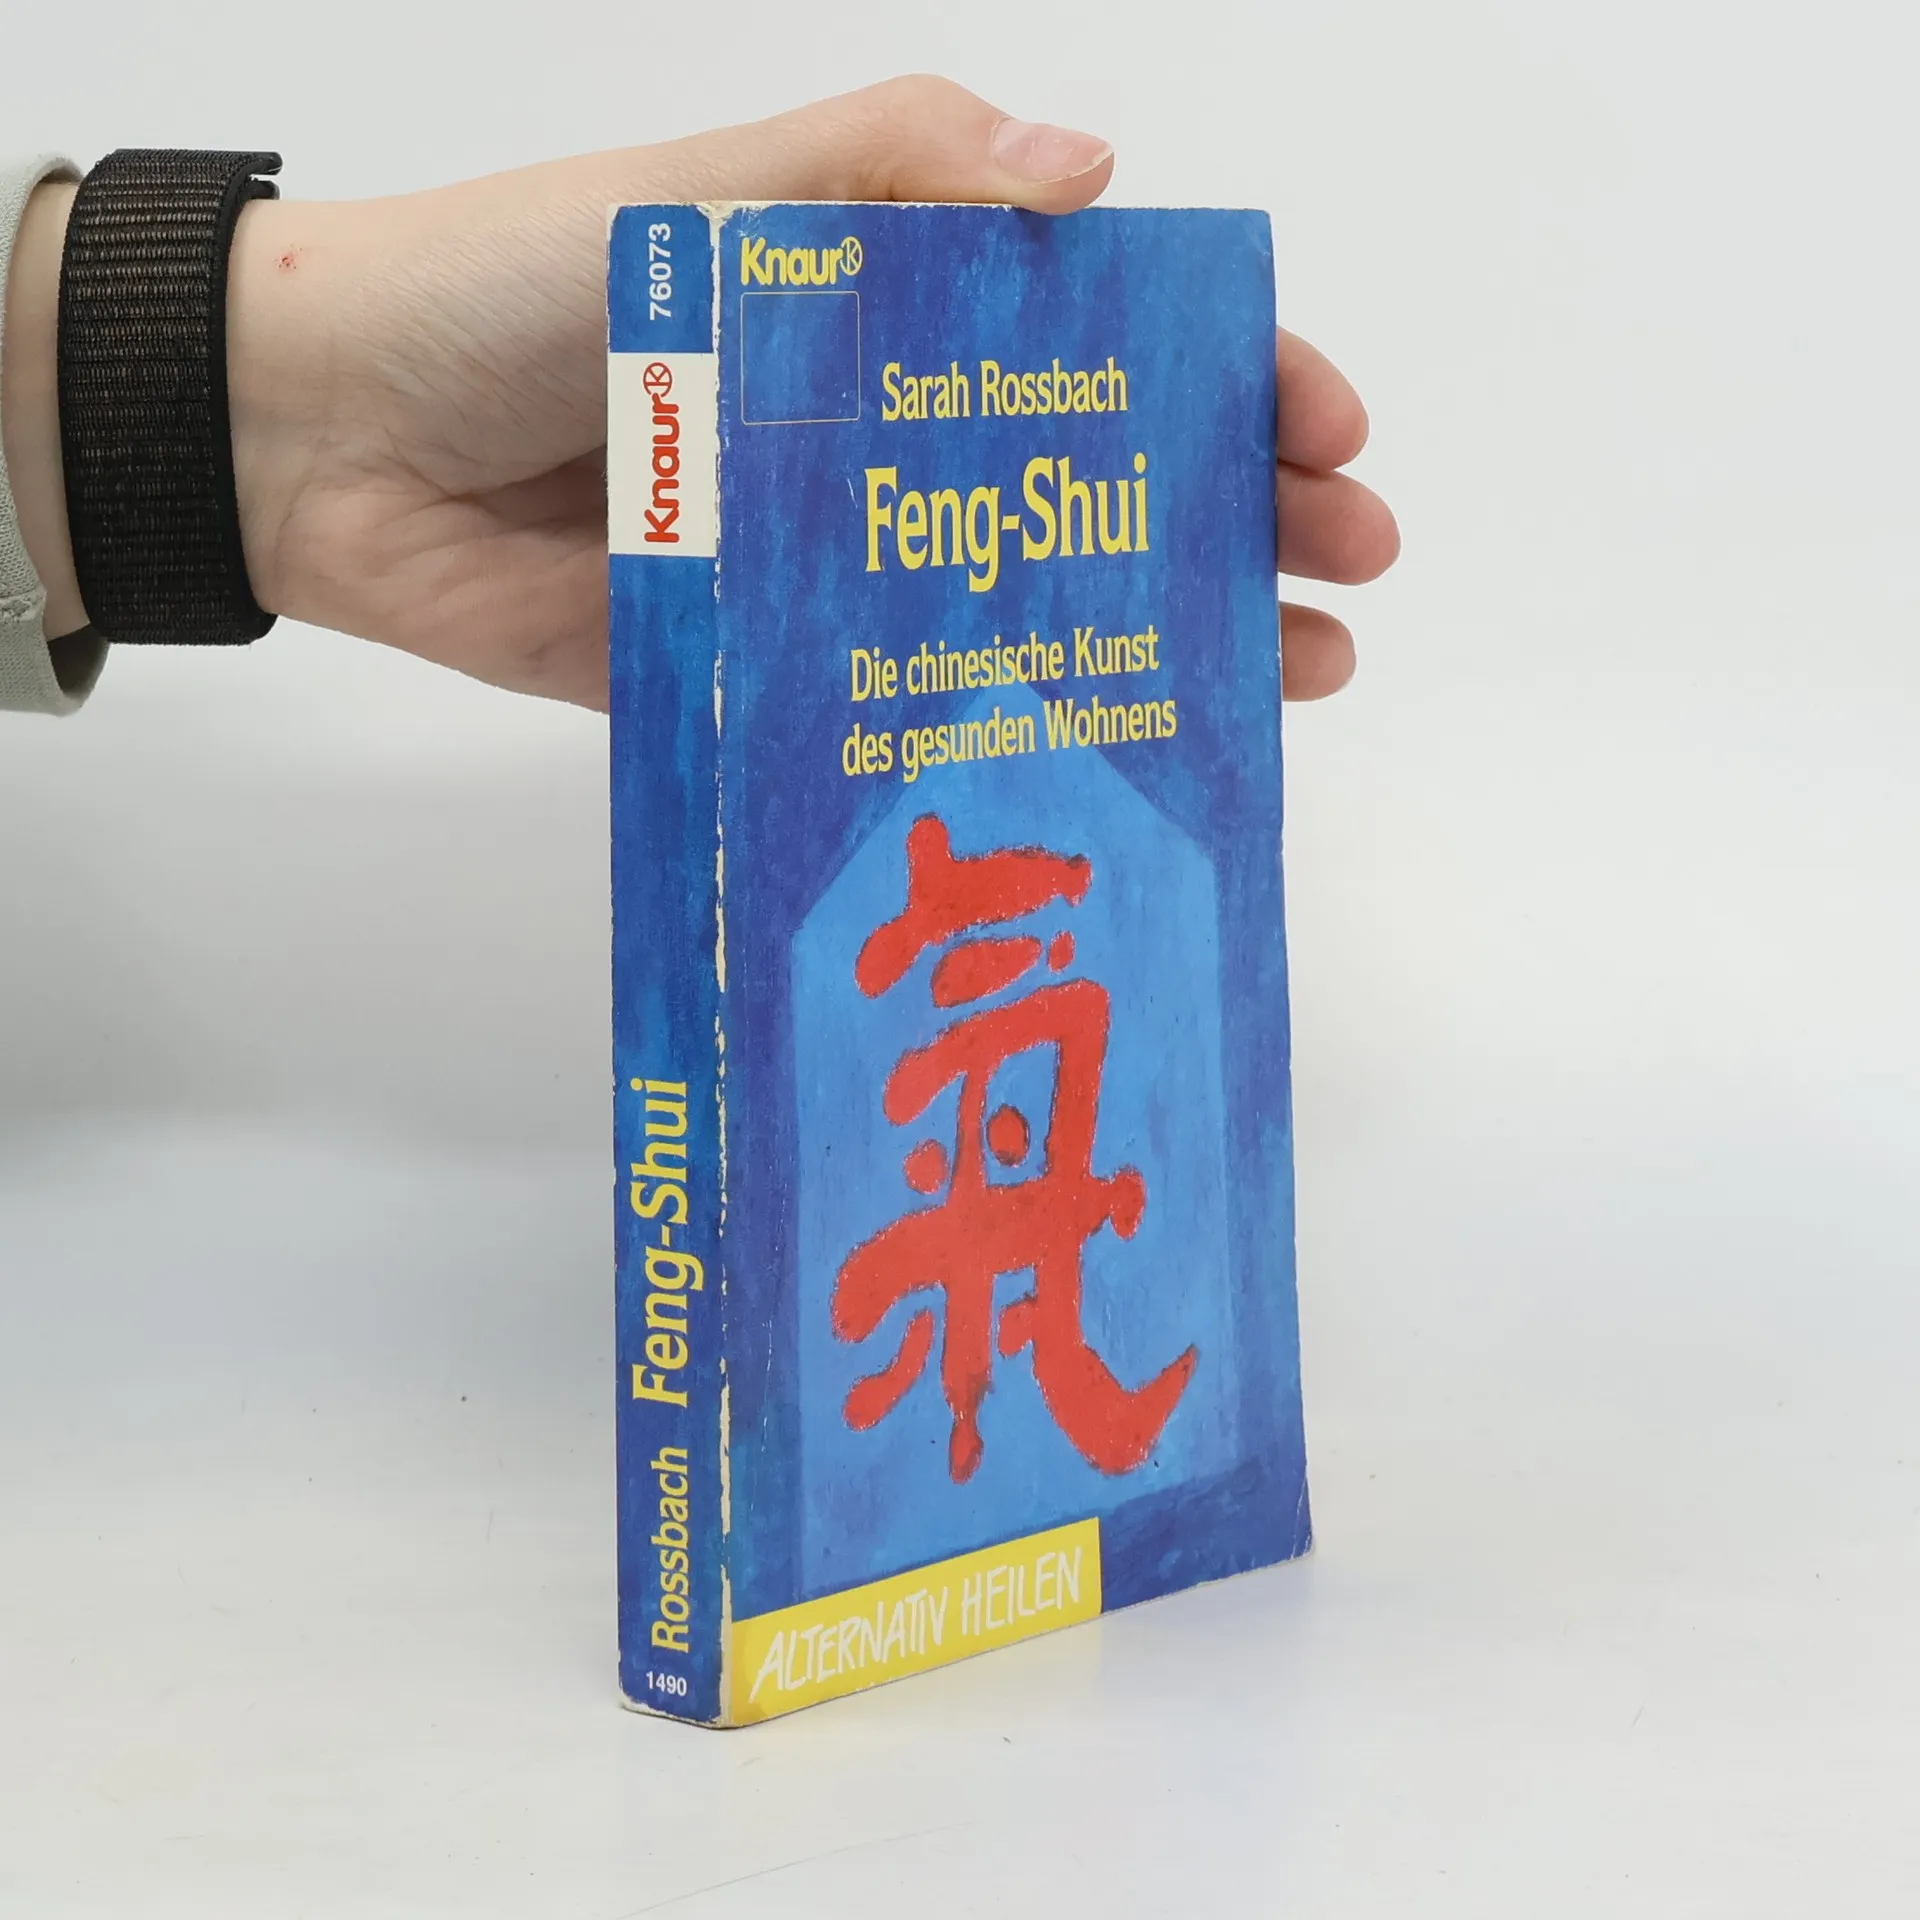 76073
Knaur
Feng-Shui
Rossbach
1490
Knaur
Sarah Rossbach
Feng-Shui
Die chinesische Kunst
des gesunden Wohnens
氣
ALTERNATIV HEILEN